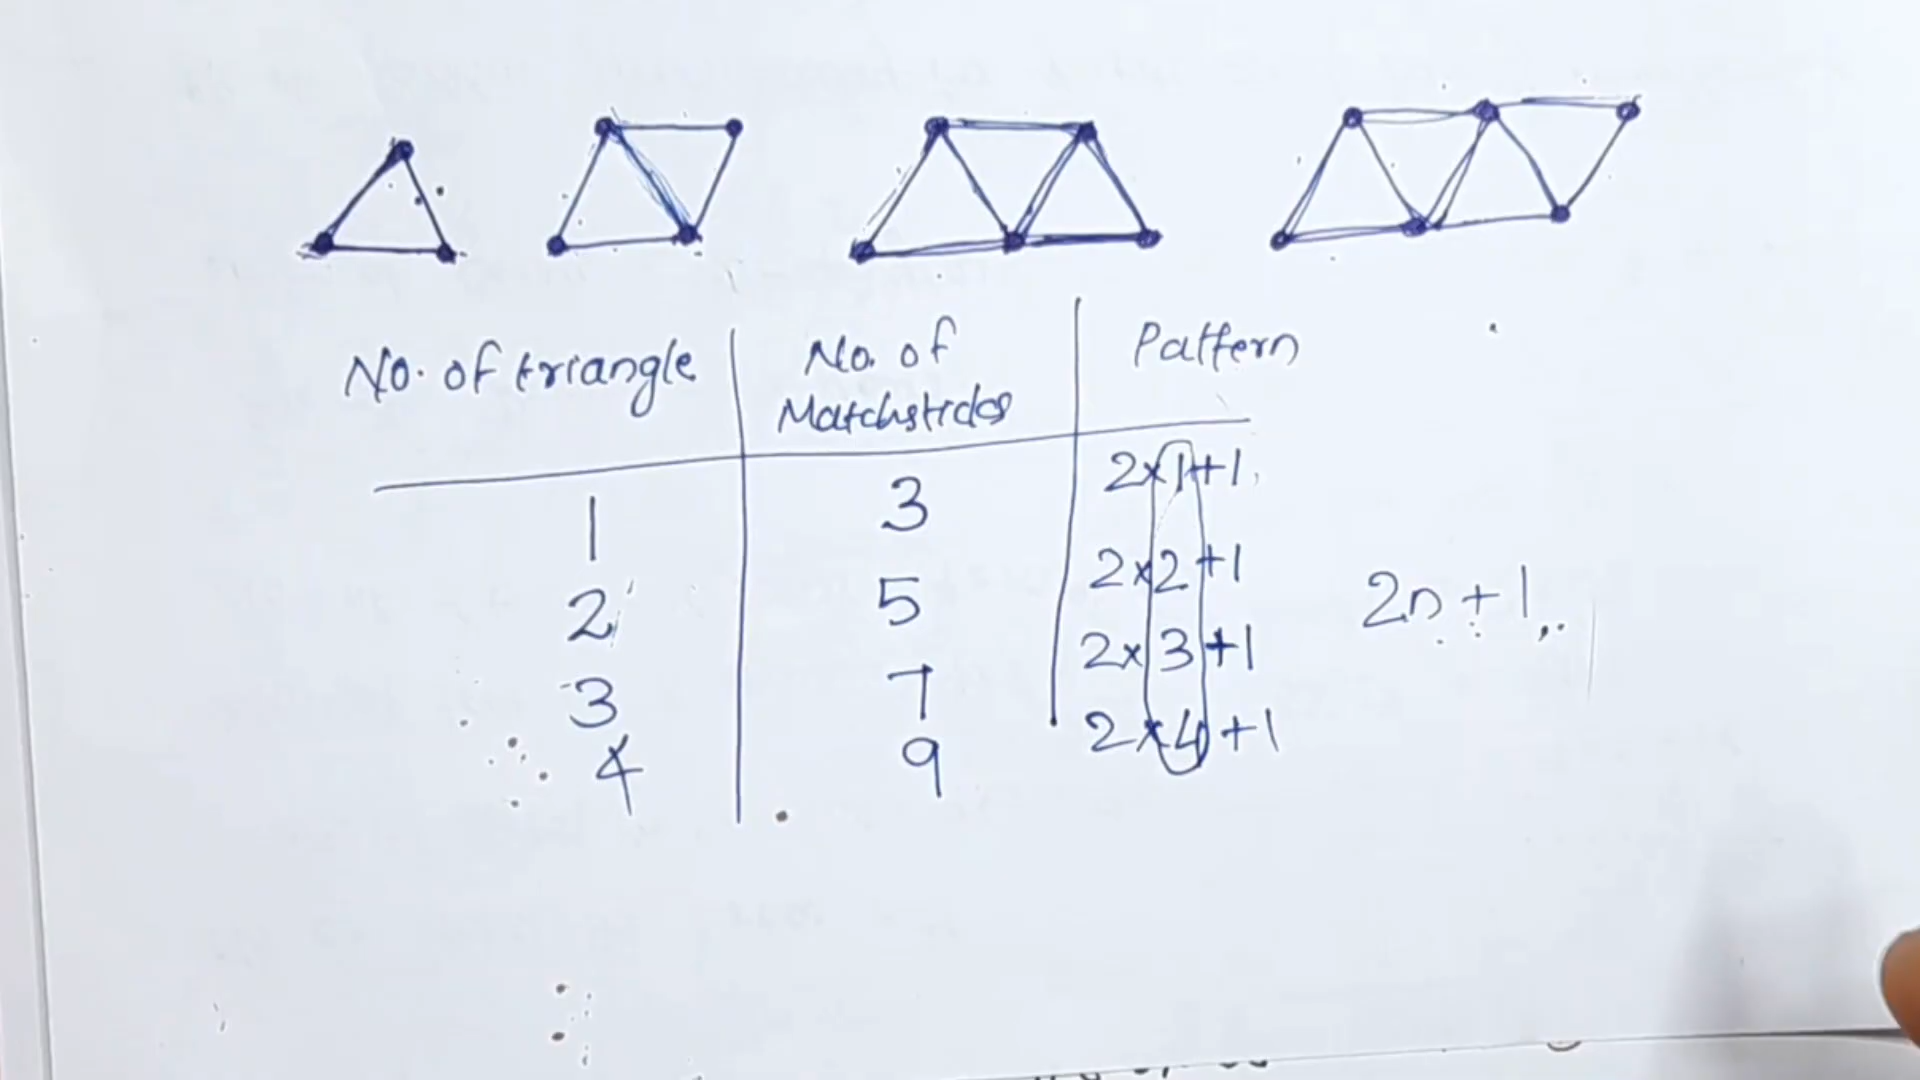 No. of triangle
No. of
Matchsticks
Pattern
1
3
2×1+1
2
5
2×2+1
3
7
2×3+1
4
9
2×4+1
2n+1